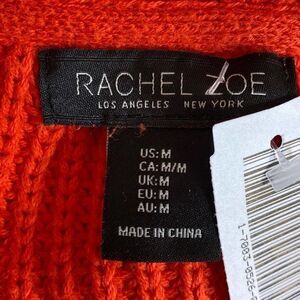 RACHEL ZOE
LOS ANGELES NEW YORK
US: M
CA: M/M
UK: M
EU: M
AU: M
MADE IN CHINA